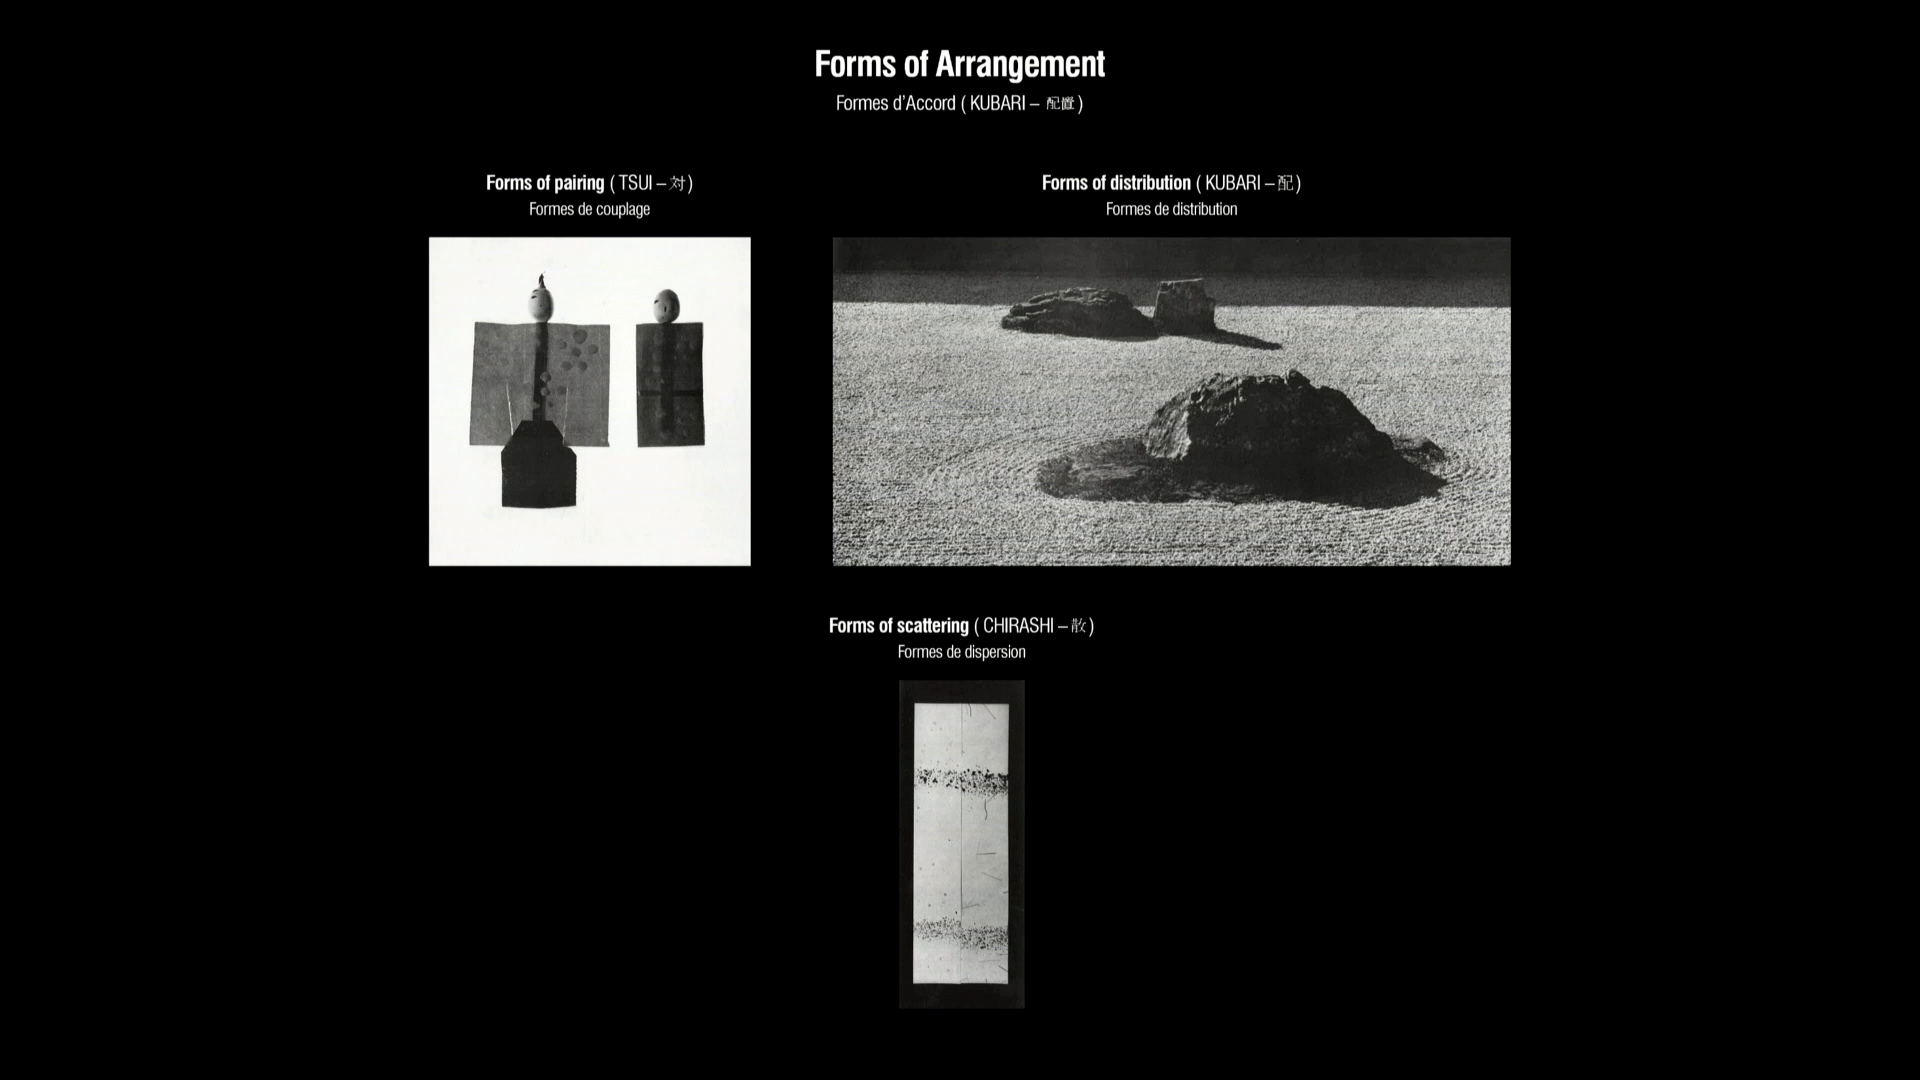 Forms of Arrangement
Formes d'Accord ( KUBARI – 配置 )
Forms of pairing ( TSUI – 対 )
Formes de couplage
Forms of distribution ( KUBARI – 配 )
Formes de distribution
Forms of scattering ( CHIRASHI – 散 )
Formes de dispersion